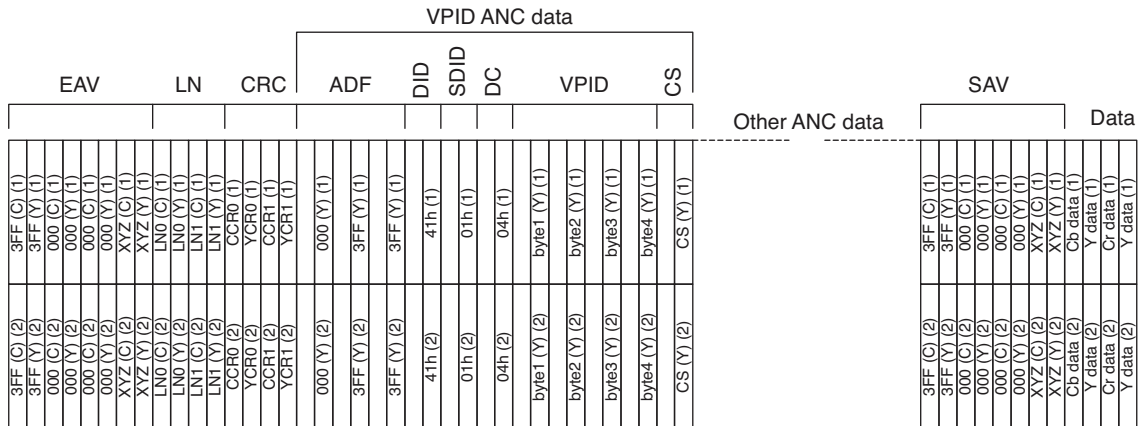 VPID ANC data
EAV
LN
CRC
ADF
DID
SDID
DC
VPID
CS
Other ANC data
SAV
Data
3FF (C) (1)
3FF (Y) (1)
000 (C) (1)
000 (Y) (1)
000 (C) (1)
000 (Y) (1)
XYZ (C) (1)
XYZ (Y) (1)
LN0 (C) (1)
LN0 (Y) (1)
LN1 (C) (1)
LN1 (Y) (1)
CCR0 (1)
YCR0 (1)
CCR1 (1)
YCR1 (1)
000 (Y) (1)
3FF (Y) (1)
3FF (Y) (1)
41h (1)
01h (1)
04h (1)
byte1 (Y) (1)
byte2 (Y) (1)
byte3 (Y) (1)
byte4 (Y) (1)
CS (Y) (1)
3FF (C) (1)
3FF (Y) (1)
000 (C) (1)
000 (Y) (1)
000 (C) (1)
000 (Y) (1)
XYZ (C) (1)
XYZ (Y) (1)
Cb data (1)
Y data (1)
Cr data (1)
Y data (1)
3FF (C) (2)
3FF (Y) (2)
000 (C) (2)
000 (Y) (2)
000 (C) (2)
000 (Y) (2)
XYZ (C) (2)
XYZ (Y) (2)
LN0 (C) (2)
LN0 (Y) (2)
LN1 (C) (2)
LN1 (Y) (2)
CCR0 (2)
YCR0 (2)
CCR1 (2)
YCR1 (2)
000 (Y) (2)
3FF (Y) (2)
3FF (Y) (2)
41h (2)
01h (2)
04h (2)
byte1 (Y) (2)
byte2 (Y) (2)
byte3 (Y) (2)
byte4 (Y) (2)
CS (Y) (2)
3FF (C) (2)
3FF (Y) (2)
000 (C) (2)
000 (Y) (2)
000 (C) (2)
000 (Y) (2)
XYZ (C) (2)
XYZ (Y) (2)
Cb data (2)
Y data (2)
Cr data (2)
Y data (2)